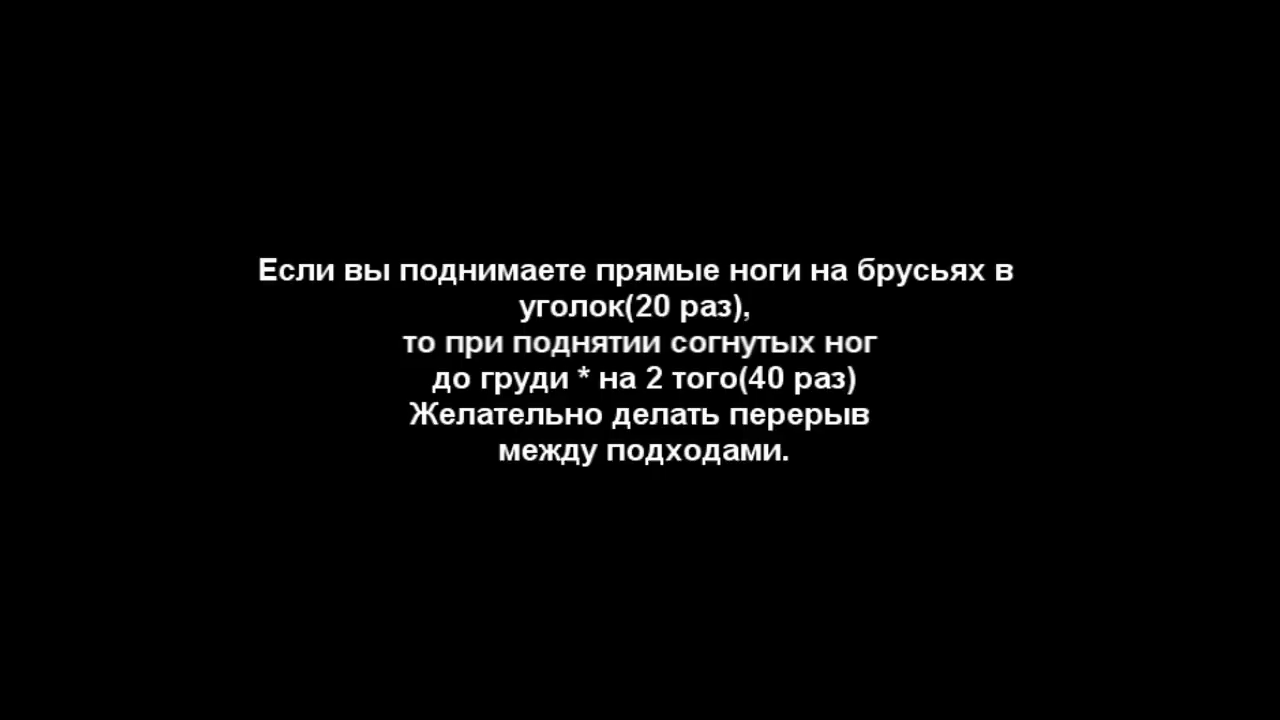 Если вы поднимаете прямые ноги на брусьях в
уголок(20 раз),
то при поднятии согнутых ног
до груди * на 2 того(40 раз)
Желательно делать перерыв
между подходами.